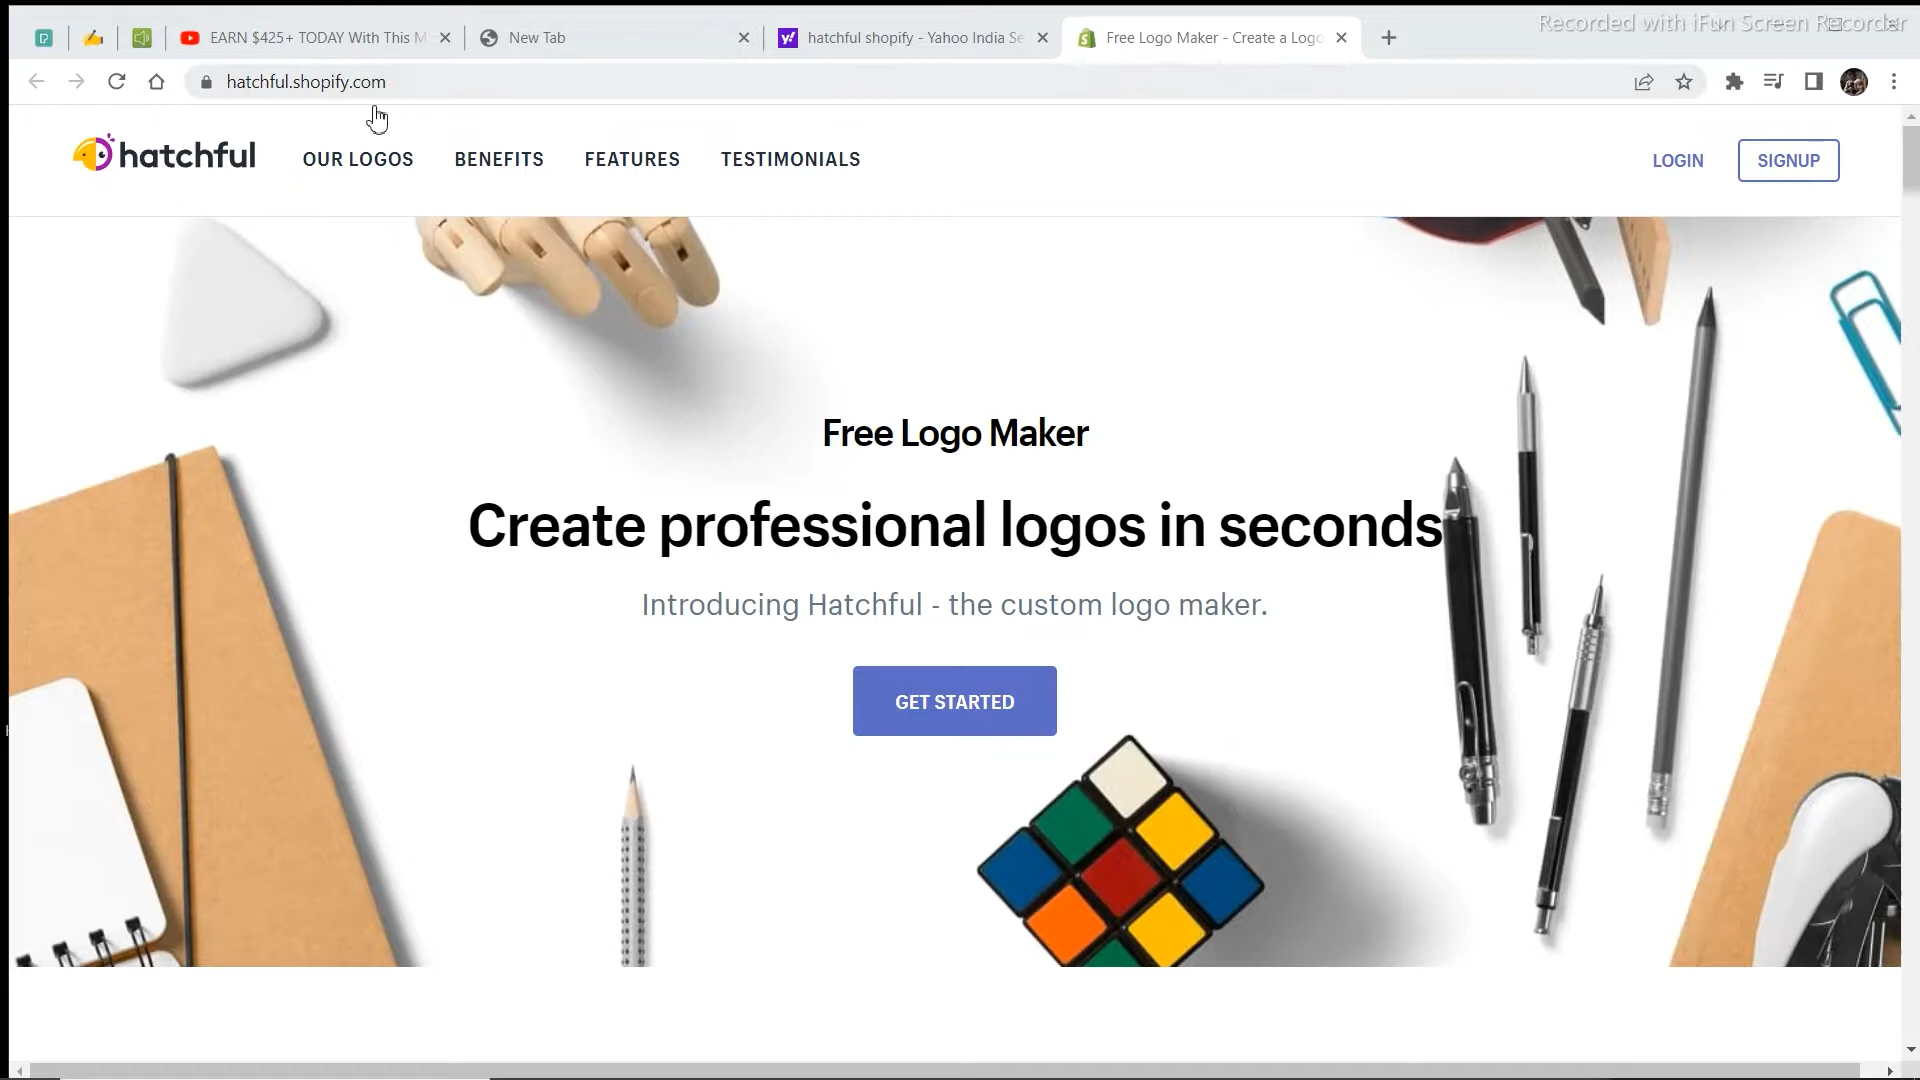 EARN $425+ TODAY With This M
New Tab
hatchful shopify - Yahoo India Se
Free Logo Maker - Create a Logo
Recorded with iFun Screen Recorder
hatchful.shopify.com
hatchful
OUR LOGOS
BENEFITS
FEATURES
TESTIMONIALS
LOGIN
SIGNUP
Free Logo Maker
Create professional logos in seconds
Introducing Hatchful - the custom logo maker.
GET STARTED